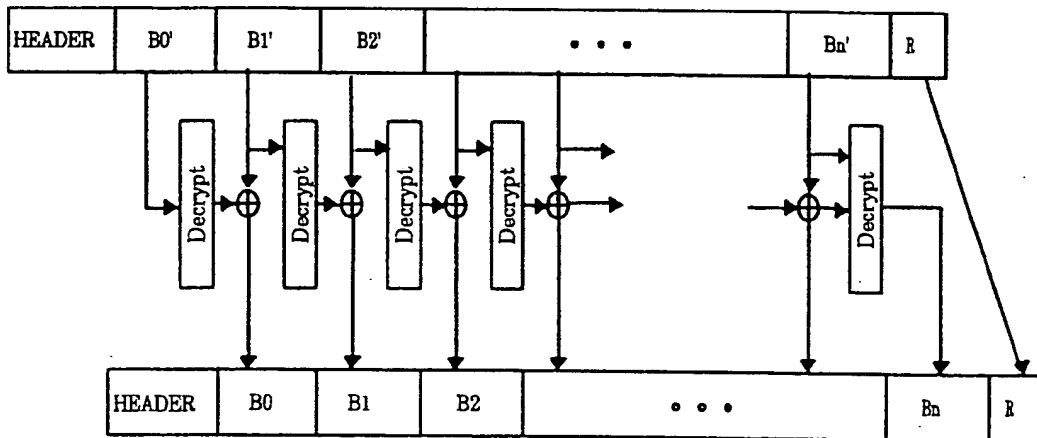 HEADER B0' B1' B2' • • • Bn' R
Decrypt Decrypt Decrypt Decrypt Decrypt
HEADER B0 B1 B2 • • • Bn R